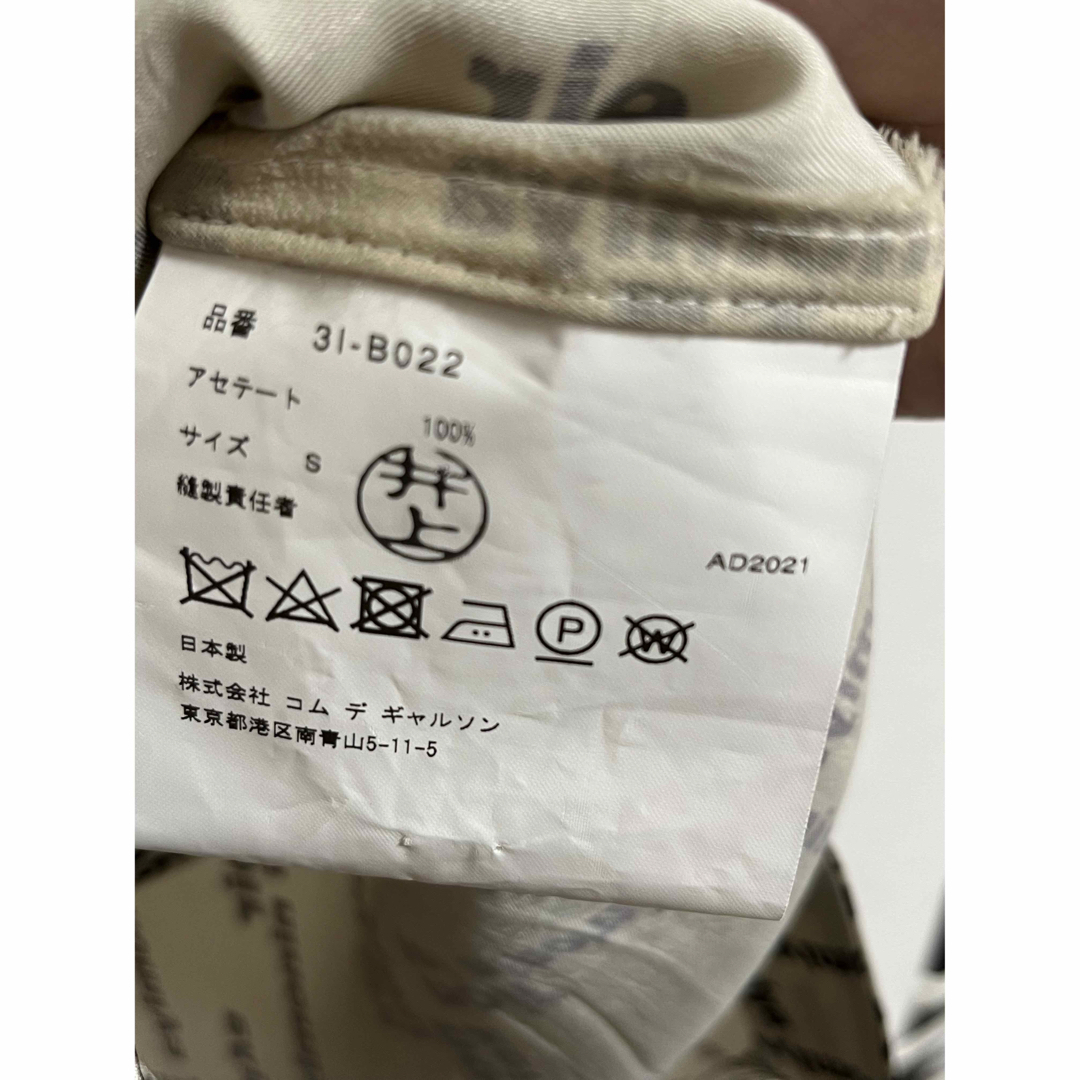 品番 3I-B022
アセテート
100%
サイズ S
縫製責任者 井上
AD2021
P
W
日本製
株式会社 コム デ ギャルソン
東京都港区南青山5-11-5